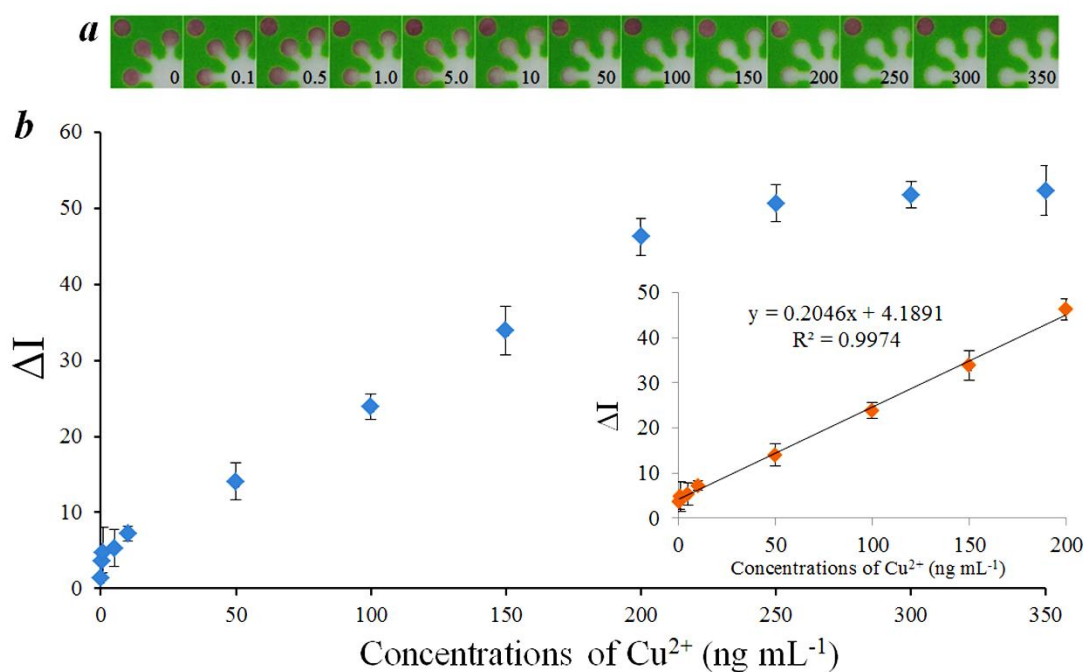 a
0 0.1 0.5 1.0 5.0 10 50 100 150 200 250 300 350
b
60
50
40
30
20
10
0
ΔI
0 50 100 150 200 250 300 350
Concentrations of Cu²⁺ (ng mL⁻¹)
50
40
30
20
10
0
ΔI
y = 0.2046x + 4.1891
R² = 0.9974
0 50 100 150 200
Concentrations of Cu²⁺ (ng mL⁻¹)